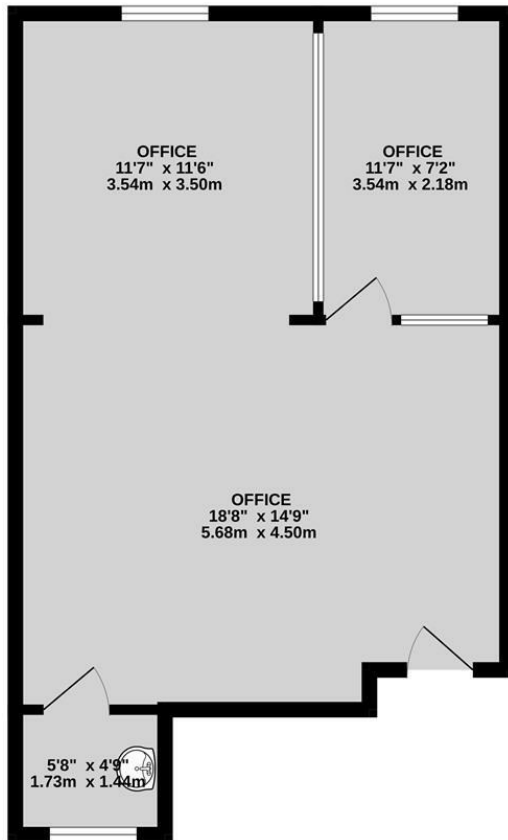 OFFICE
11'7" x 11'6"
3.54m x 3.50m
OFFICE
11'7" x 7'2"
3.54m x 2.18m
OFFICE
18'8" x 14'9"
5.68m x 4.50m
5'8" x 4'9"
1.73m x 1.44m